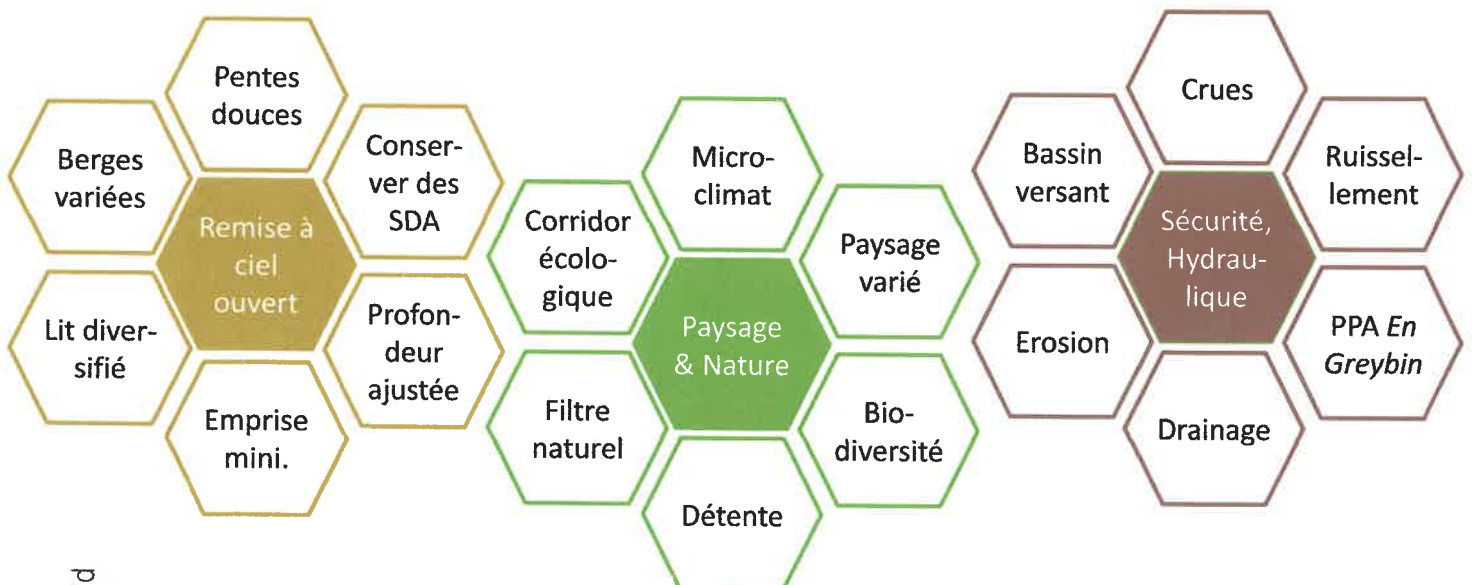 Pentes
douces
Berges
variées
Conser-
ver des
SDA
Remise à
ciel
ouvert
Lit diver-
sifié
Profon-
deur
ajustée
Emprise
mini.
Micro-
climat
Corridor
écolo-
gique
Paysage
varié
Paysage
& Nature
Filtre
naturel
Bio-
diversité
Détente
Crues
Bassin
versant
Ruissel-
lement
Sécurité,
Hydrau-
lique
Erosion
PPA En
Greybin
Drainage
d